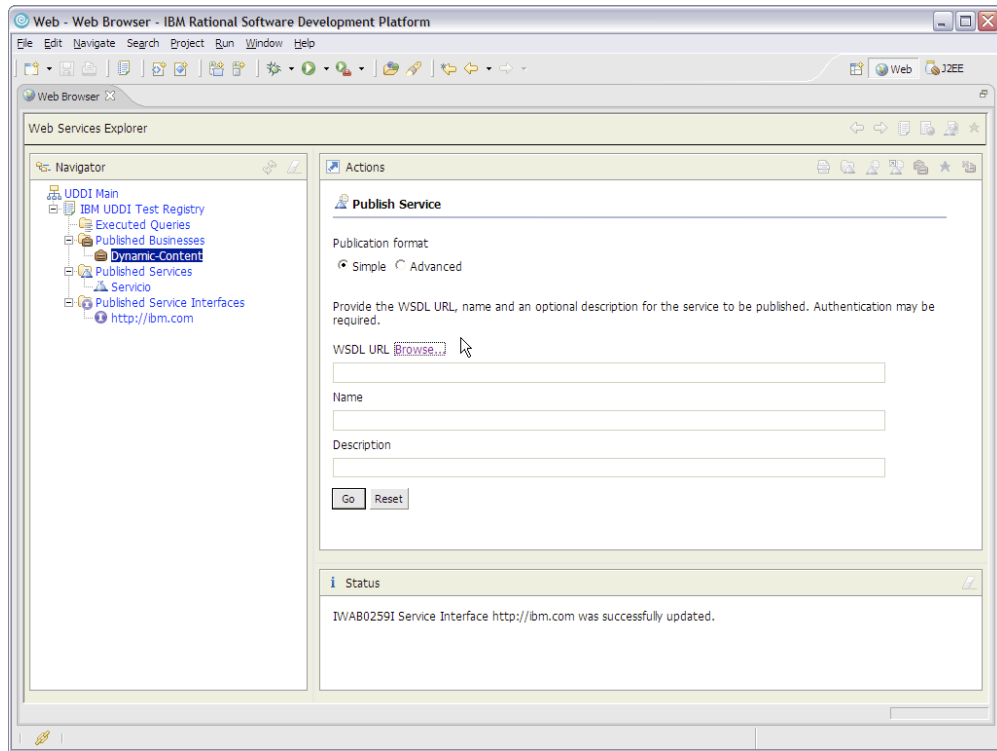 Web - Web Browser - IBM Rational Software Development Platform
File Edit Navigate Search Project Run Window Help
Web J2EE
Web Browser
Web Services Explorer
Navigator
UDDI Main
IBM UDDI Test Registry
Executed Queries
Published Businesses
Dynamic-Content
Published Services
Servicio
Published Service Interfaces
http://ibm.com
Actions
Publish Service
Publication format
Simple Advanced
Provide the WSDL URL, name and an optional description for the service to be published. Authentication may be
required.
WSDL URL Browse...
Name
Description
Go Reset
i Status
IWAB0259I Service Interface http://ibm.com was successfully updated.